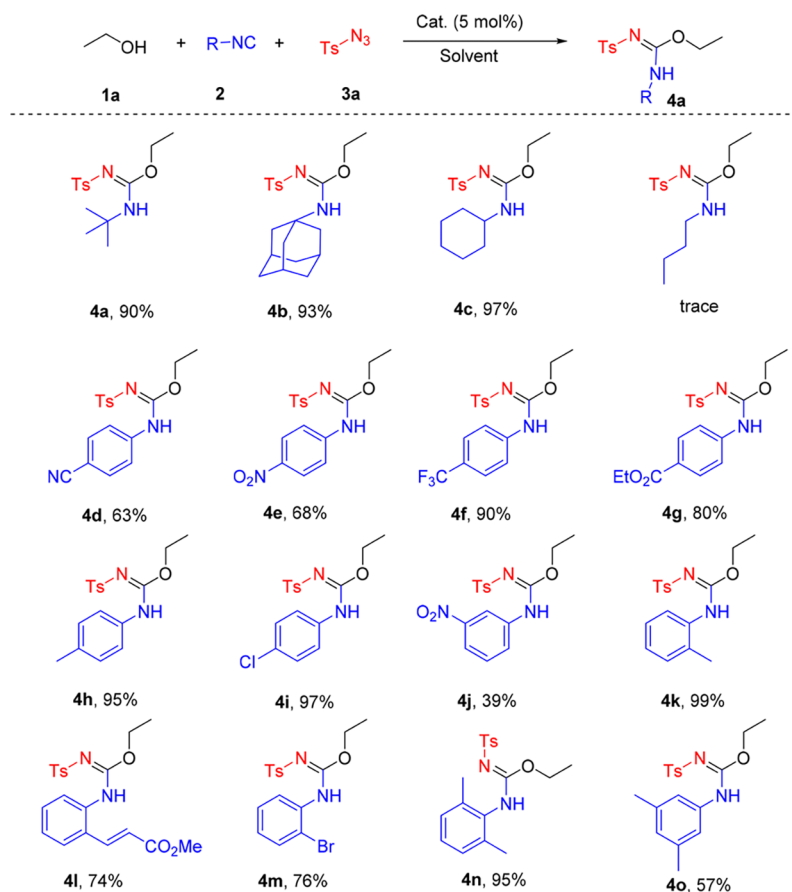 OH + R–NC + Ts N3 Cat. (5 mol%) Solvent Ts N O NH R
1a 2 3a 4a
Ts N O NH Ts N O NH Ts N O NH Ts N O NH
4a, 90% 4b, 93% 4c, 97% trace
Ts N O NH NC Ts N O NH O2N Ts N O NH F3C Ts N O NH EtO2C
4d, 63% 4e, 68% 4f, 90% 4g, 80%
Ts N O NH Ts N O NH Cl Ts N O NH NO2 Ts N O NH
4h, 95% 4i, 97% 4j, 39% 4k, 99%
Ts N O NH CO2Me Ts N O NH Br Ts N O NH Ts N O NH
4l, 74% 4m, 76% 4n, 95% 4o, 57%